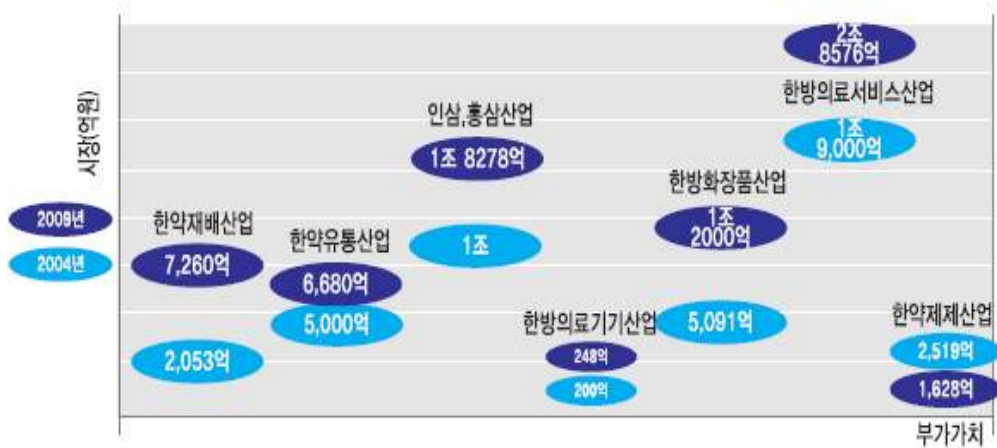 시장(억원)
2009년
2004년
한약재배산업
7,260억
2,053억
한약유통산업
6,680억
5,000억
인삼,홍삼산업
1조 8278억
1조
한방의료기기산업
248억
200억
한방화장품산업
1조
2000억
5,091억
2조
8576억
한방의료서비스산업
1조
9,000억
한약제제산업
2,519억
1,628억
부가가치